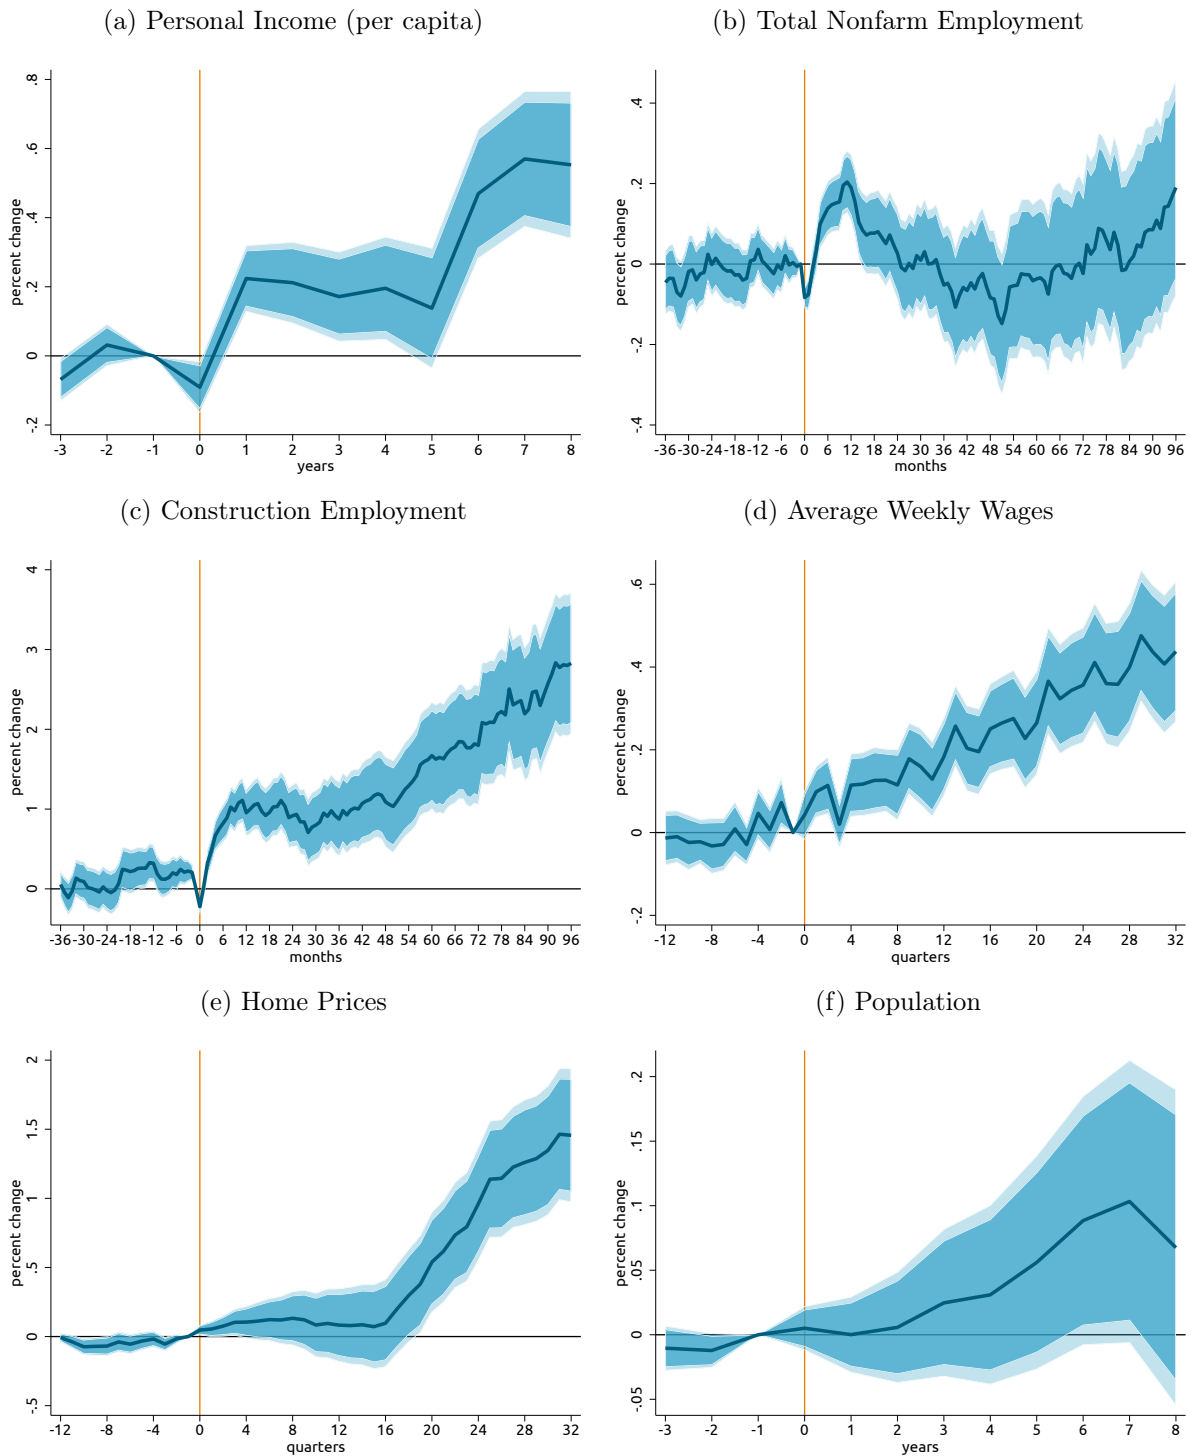 (a) Personal Income (per capita)
(b) Total Nonfarm Employment
percent change
-.2 0 .2 .4 .6 .8
-3 -2 -1 0 1 2 3 4 5 6 7 8
years
percent change
-.4 -.2 0 .2 .4
-36 -30 -24 -18 -12 -6 0 6 12 18 24 30 36 42 48 54 60 66 72 78 84 90 96
months
(c) Construction Employment
(d) Average Weekly Wages
percent change
0 1 2 3 4
-36 -30 -24 -18 -12 -6 0 6 12 18 24 30 36 42 48 54 60 66 72 78 84 90 96
months
percent change
-.2 0 .2 .4 .6
-12 -8 -4 0 4 8 12 16 20 24 28 32
quarters
(e) Home Prices
(f) Population
percent change
-.5 0 .5 1 1.5 2
-12 -8 -4 0 4 8 12 16 20 24 28 32
quarters
percent change
-.05 0 .05 .1 .15 .2
-3 -2 -1 0 1 2 3 4 5 6 7 8
years